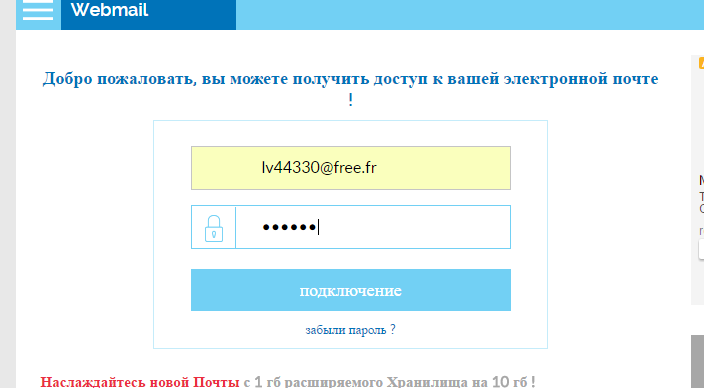 Webmail
Добро пожаловать, вы можете получить доступ к вашей электронной почте
!
lv44330@free.fr
••••••
подключение
забыли пароль ?
Наслаждайтесь новой Почты с 1 гб расширяемого Хранилища на 10 гб !